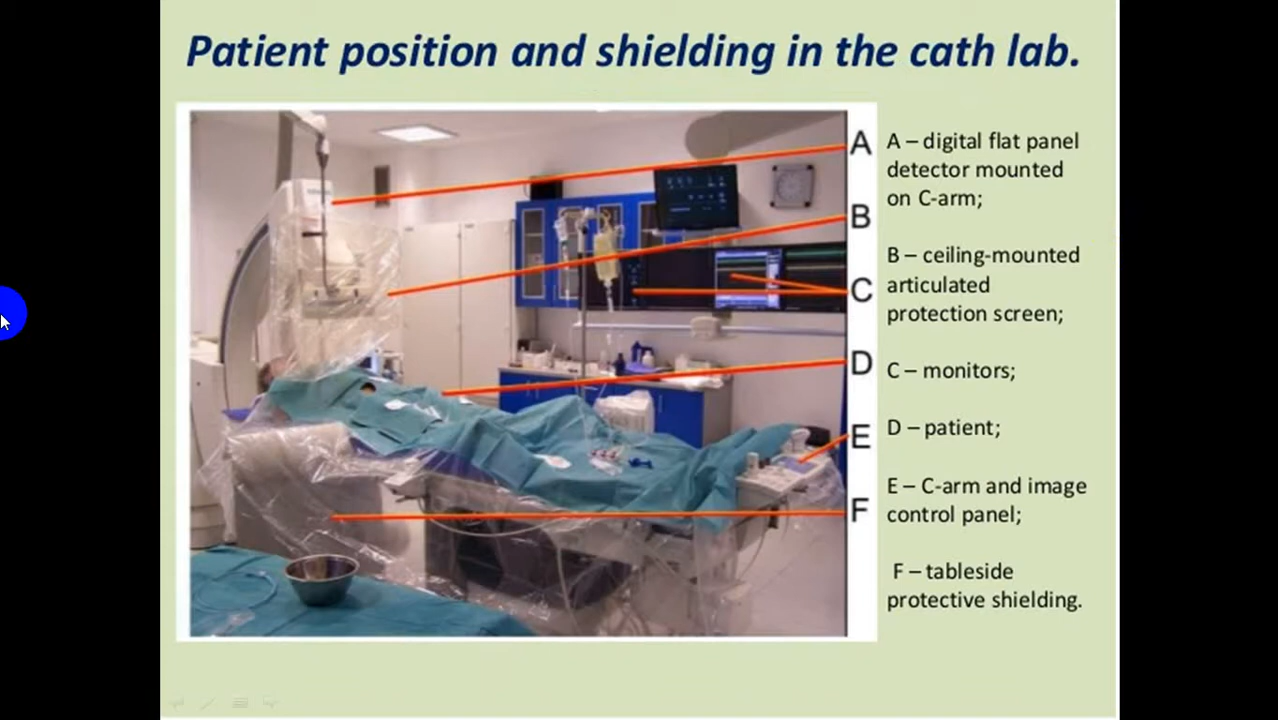 Patient position and shielding in the cath lab.
A
B
C
D
E
F
A – digital flat panel
detector mounted
on C-arm;
B – ceiling-mounted
articulated
protection screen;
C – monitors;
D – patient;
E – C-arm and image
control panel;
F – tableside
protective shielding.